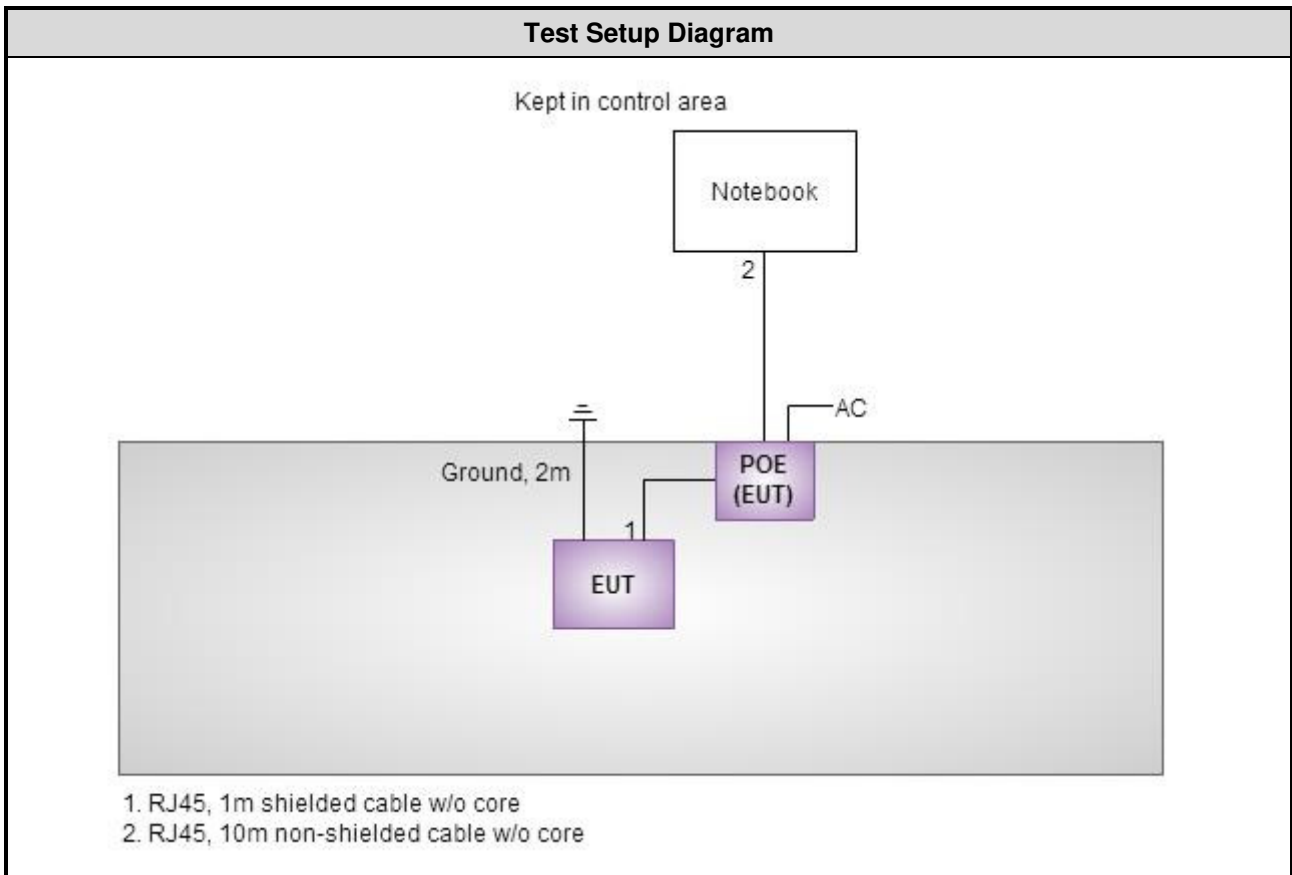 Test Setup Diagram
Kept in control area
Notebook
2
AC
Ground, 2m
POE
(EUT)
1
EUT
1. RJ45, 1m shielded cable w/o core
2. RJ45, 10m non-shielded cable w/o core